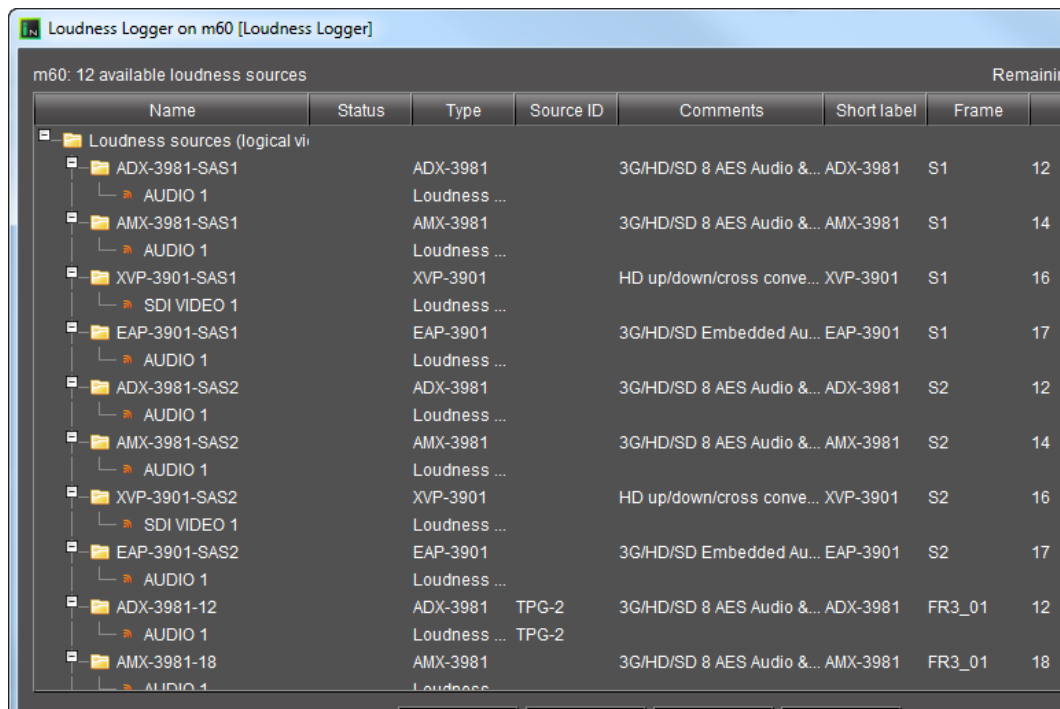 Loudness Logger on m60 [Loudness Logger]
m60: 12 available loudness sources Remainin
Name Status Type Source ID Comments Short label Frame
Loudness sources (logical vi
ADX-3981-SAS1 ADX-3981 3G/HD/SD 8 AES Audio &... ADX-3981 S1 12
AUDIO 1 Loudness ...
AMX-3981-SAS1 AMX-3981 3G/HD/SD 8 AES Audio &... AMX-3981 S1 14
AUDIO 1 Loudness ...
XVP-3901-SAS1 XVP-3901 HD up/down/cross conve... XVP-3901 S1 16
SDI VIDEO 1 Loudness ...
EAP-3901-SAS1 EAP-3901 3G/HD/SD Embedded Au... EAP-3901 S1 17
AUDIO 1 Loudness ...
ADX-3981-SAS2 ADX-3981 3G/HD/SD 8 AES Audio &... ADX-3981 S2 12
AUDIO 1 Loudness ...
AMX-3981-SAS2 AMX-3981 3G/HD/SD 8 AES Audio &... AMX-3981 S2 14
AUDIO 1 Loudness ...
XVP-3901-SAS2 XVP-3901 HD up/down/cross conve... XVP-3901 S2 16
SDI VIDEO 1 Loudness ...
EAP-3901-SAS2 EAP-3901 3G/HD/SD Embedded Au... EAP-3901 S2 17
AUDIO 1 Loudness ...
ADX-3981-12 ADX-3981 TPG-2 3G/HD/SD 8 AES Audio &... ADX-3981 FR3_01 12
AUDIO 1 Loudness ... TPG-2
AMX-3981-18 AMX-3981 3G/HD/SD 8 AES Audio &... AMX-3981 FR3_01 18
AUDIO 1 Loudness